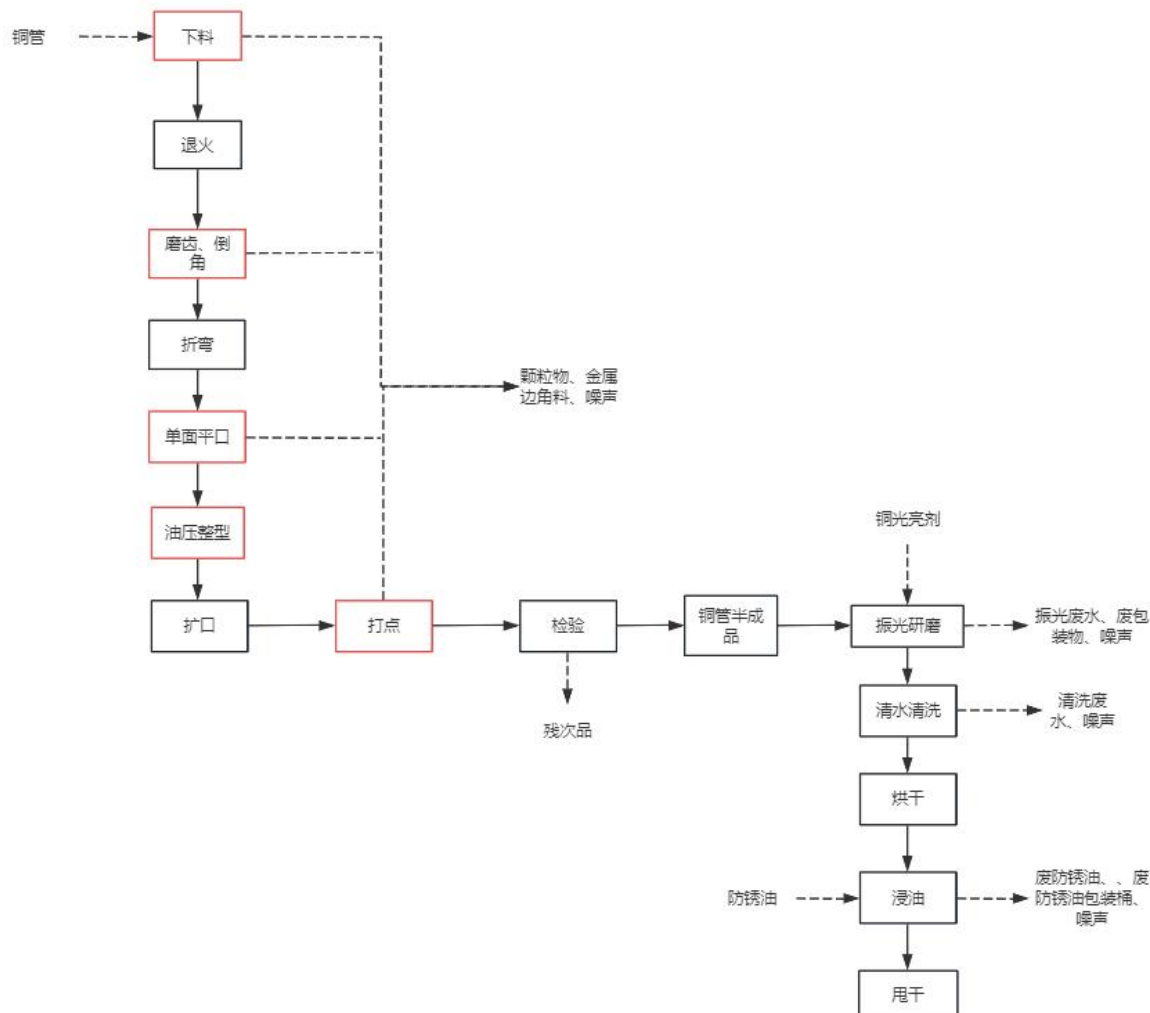 铜管
下料
退火
磨齿、倒
角
折弯
颗粒物、金属
边角料、噪声
单面平口
油压整型
铜光亮剂
扩口
打点
检验
铜管半成
品
振光研磨
振光废水、废包
装物、噪声
残次品
清水清洗
清洗废
水、噪声
烘干
防锈油
浸油
废防锈油、、废
防锈油包装桶、
噪声
甩干